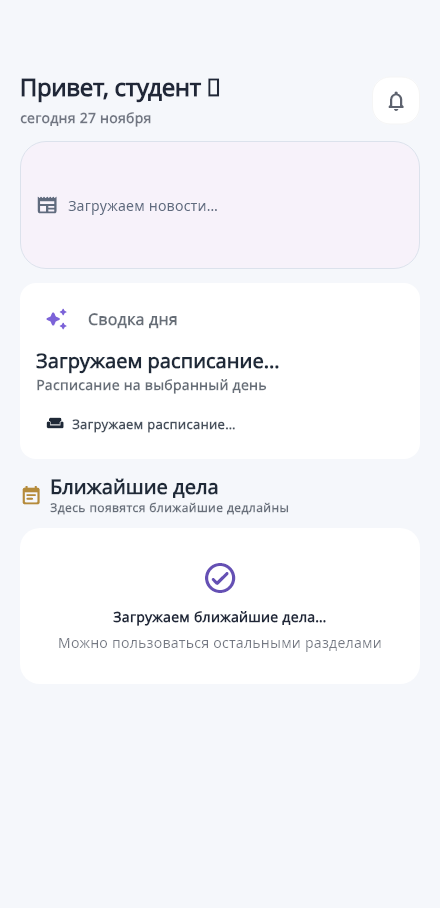 Привет, студент
сегодня 27 ноября
Загружаем новости...
Сводка дня
Загружаем расписание...
Расписание на выбранный день
Загружаем расписание...
Ближайшие дела
Здесь появятся ближайшие дедлайны
Загружаем ближайшие дела...
Можно пользоваться остальными разделами